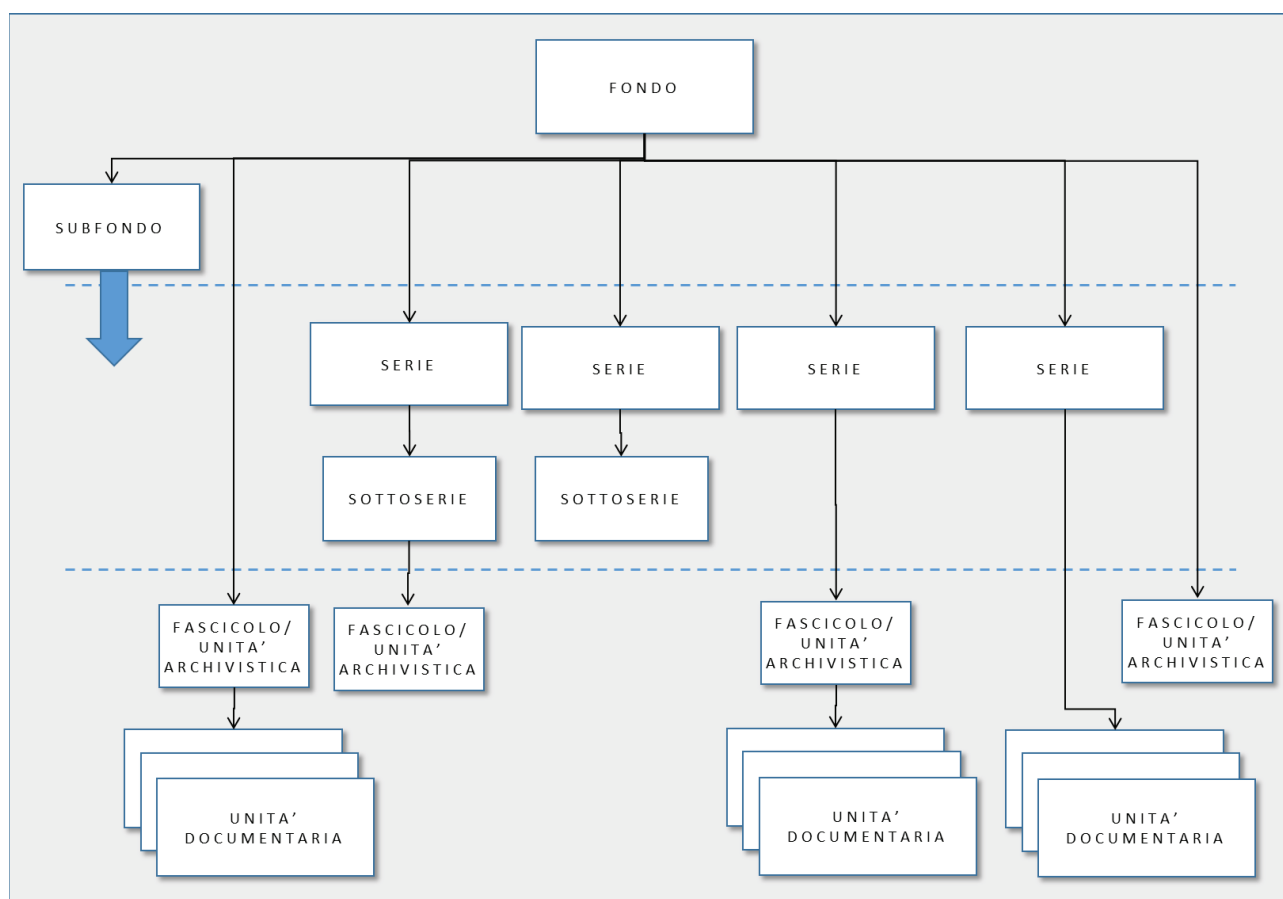 FONDO
SUBFONDO
SERIE
SERIE
SERIE
SERIE
SOTTOSERIE
SOTTOSERIE
FASCICOLO/
UNITA’
ARCHIVISTICA
FASCICOLO/
UNITA’
ARCHIVISTICA
FASCICOLO/
UNITA’
ARCHIVISTICA
FASCICOLO/
UNITA’
ARCHIVISTICA
UNITA’
DOCUMENTARIA
UNITA’
DOCUMENTARIA
UNITA’
DOCUMENTARIA